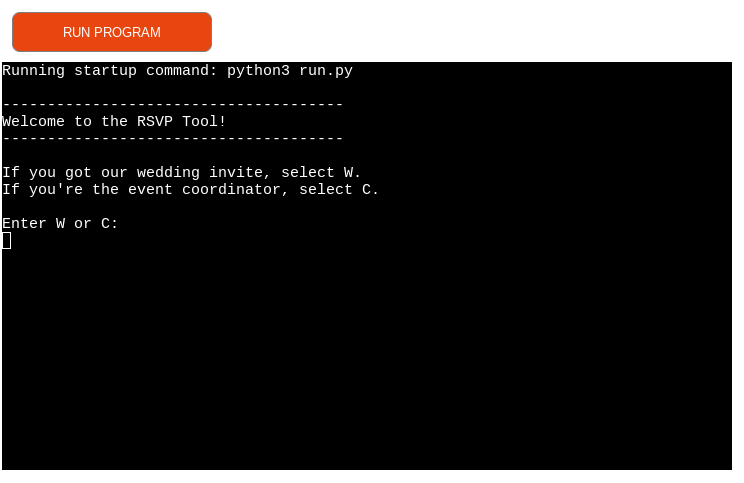 RUN PROGRAM
Running startup command: python3 run.py
--------------------------------------
Welcome to the RSVP Tool!
--------------------------------------
If you got our wedding invite, select W.
If you're the event coordinator, select C.
Enter W or C: